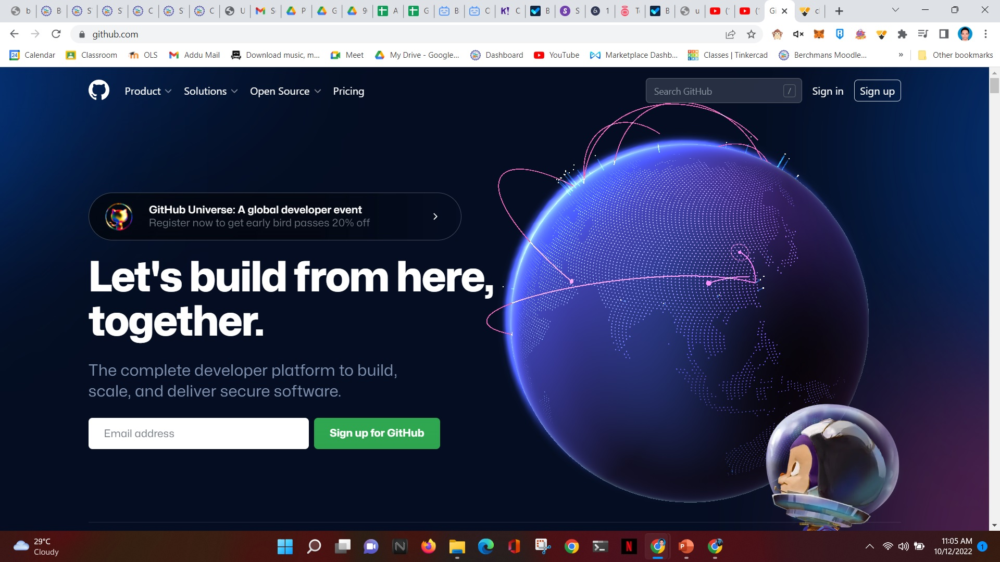 github.com
Calendar
Classroom
OLS
Addu Mail
Download music, m...
Meet
My Drive - Google...
Dashboard
YouTube
Marketplace Dashb...
Classes | Tinkercad
Berchmans Moodle...
»
Other bookmarks
Product
Solutions
Open Source
Pricing
Search GitHub
/
Sign in
Sign up
GitHub Universe: A global developer event
Register now to get early bird passes 20% off
Let's build from here,
together.
The complete developer platform to build,
scale, and deliver secure software.
Email address
Sign up for GitHub
29°C
Cloudy
11:05 AM
10/12/2022
1